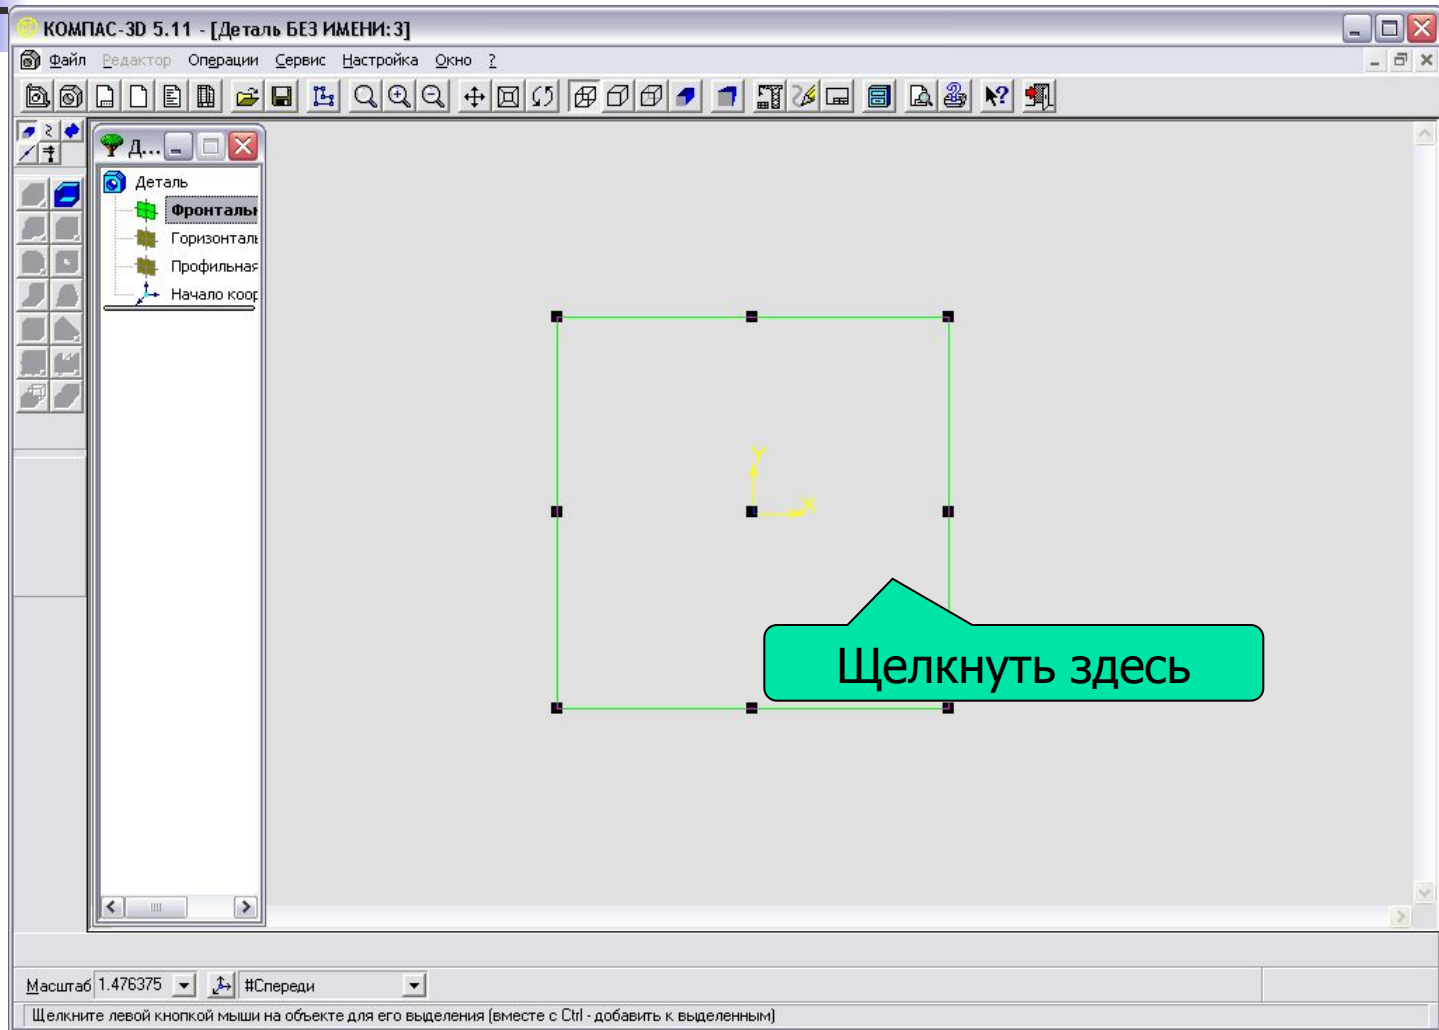 КОМПАС-3D 5.11 - [Деталь БЕЗ ИМЕНИ:3]
Файл Редактор Операции Сервис Настройка Окно ?
Д...
Деталь
Фронтальн
Горизонталь
Профильная
Начало коор
Y
X
Щелкнуть здесь
Масштаб 1.476375 #Спереди
Щелкните левой кнопкой мыши на объекте для его выделения (вместе с Ctrl - добавить к выделенным)